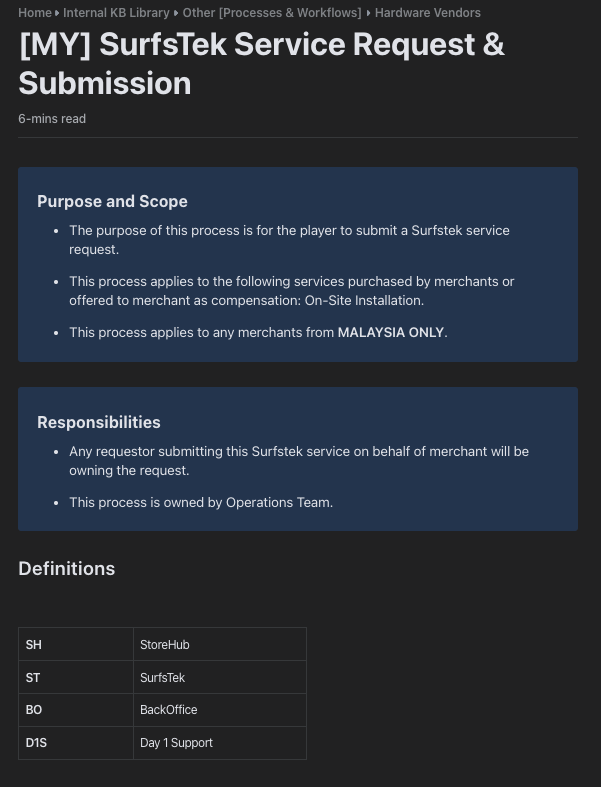 Home ▸ Internal KB Library ▸ Other [Processes & Workflows] ▸ Hardware Vendors
[MY] SurfsTek Service Request &
Submission
6-mins read
Purpose and Scope
• The purpose of this process is for the player to submit a Surfstek service
request.
• This process applies to the following services purchased by merchants or
offered to merchant as compensation: On-Site Installation.
• This process applies to any merchants from MALAYSIA ONLY.
Responsibilities
• Any requestor submitting this Surfstek service on behalf of merchant will be
owning the request.
• This process is owned by Operations Team.
Definitions
SH StoreHub
ST SurfsTek
BO BackOffice
D1S Day 1 Support